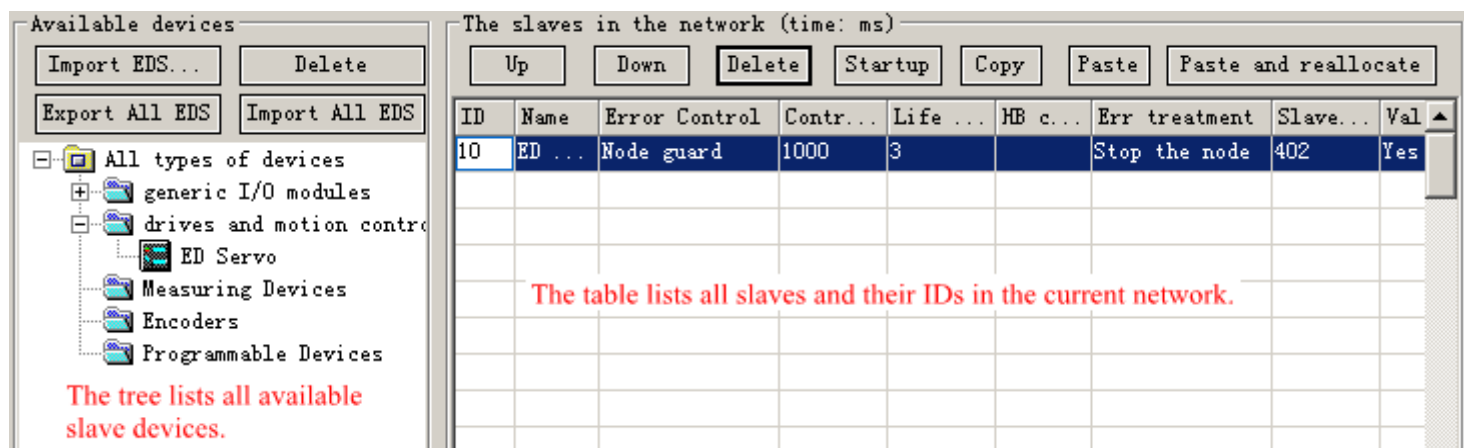 Available devices
Import EDS... Delete
Export All EDS Import All EDS
All types of devices
generic I/O modules
drives and motion contro
ED Servo
Measuring Devices
Encoders
Programmable Devices
The tree lists all available
slave devices.
The slaves in the network (time: ms)
Up Down Delete Startup Copy Paste Paste and reallocate
ID Name Error Control Contr... Life ... HB c... Err treatment Slave... Val
10 ED ... Node guard 1000 3 Stop the node 402 Yes
The table lists all slaves and their IDs in the current network.